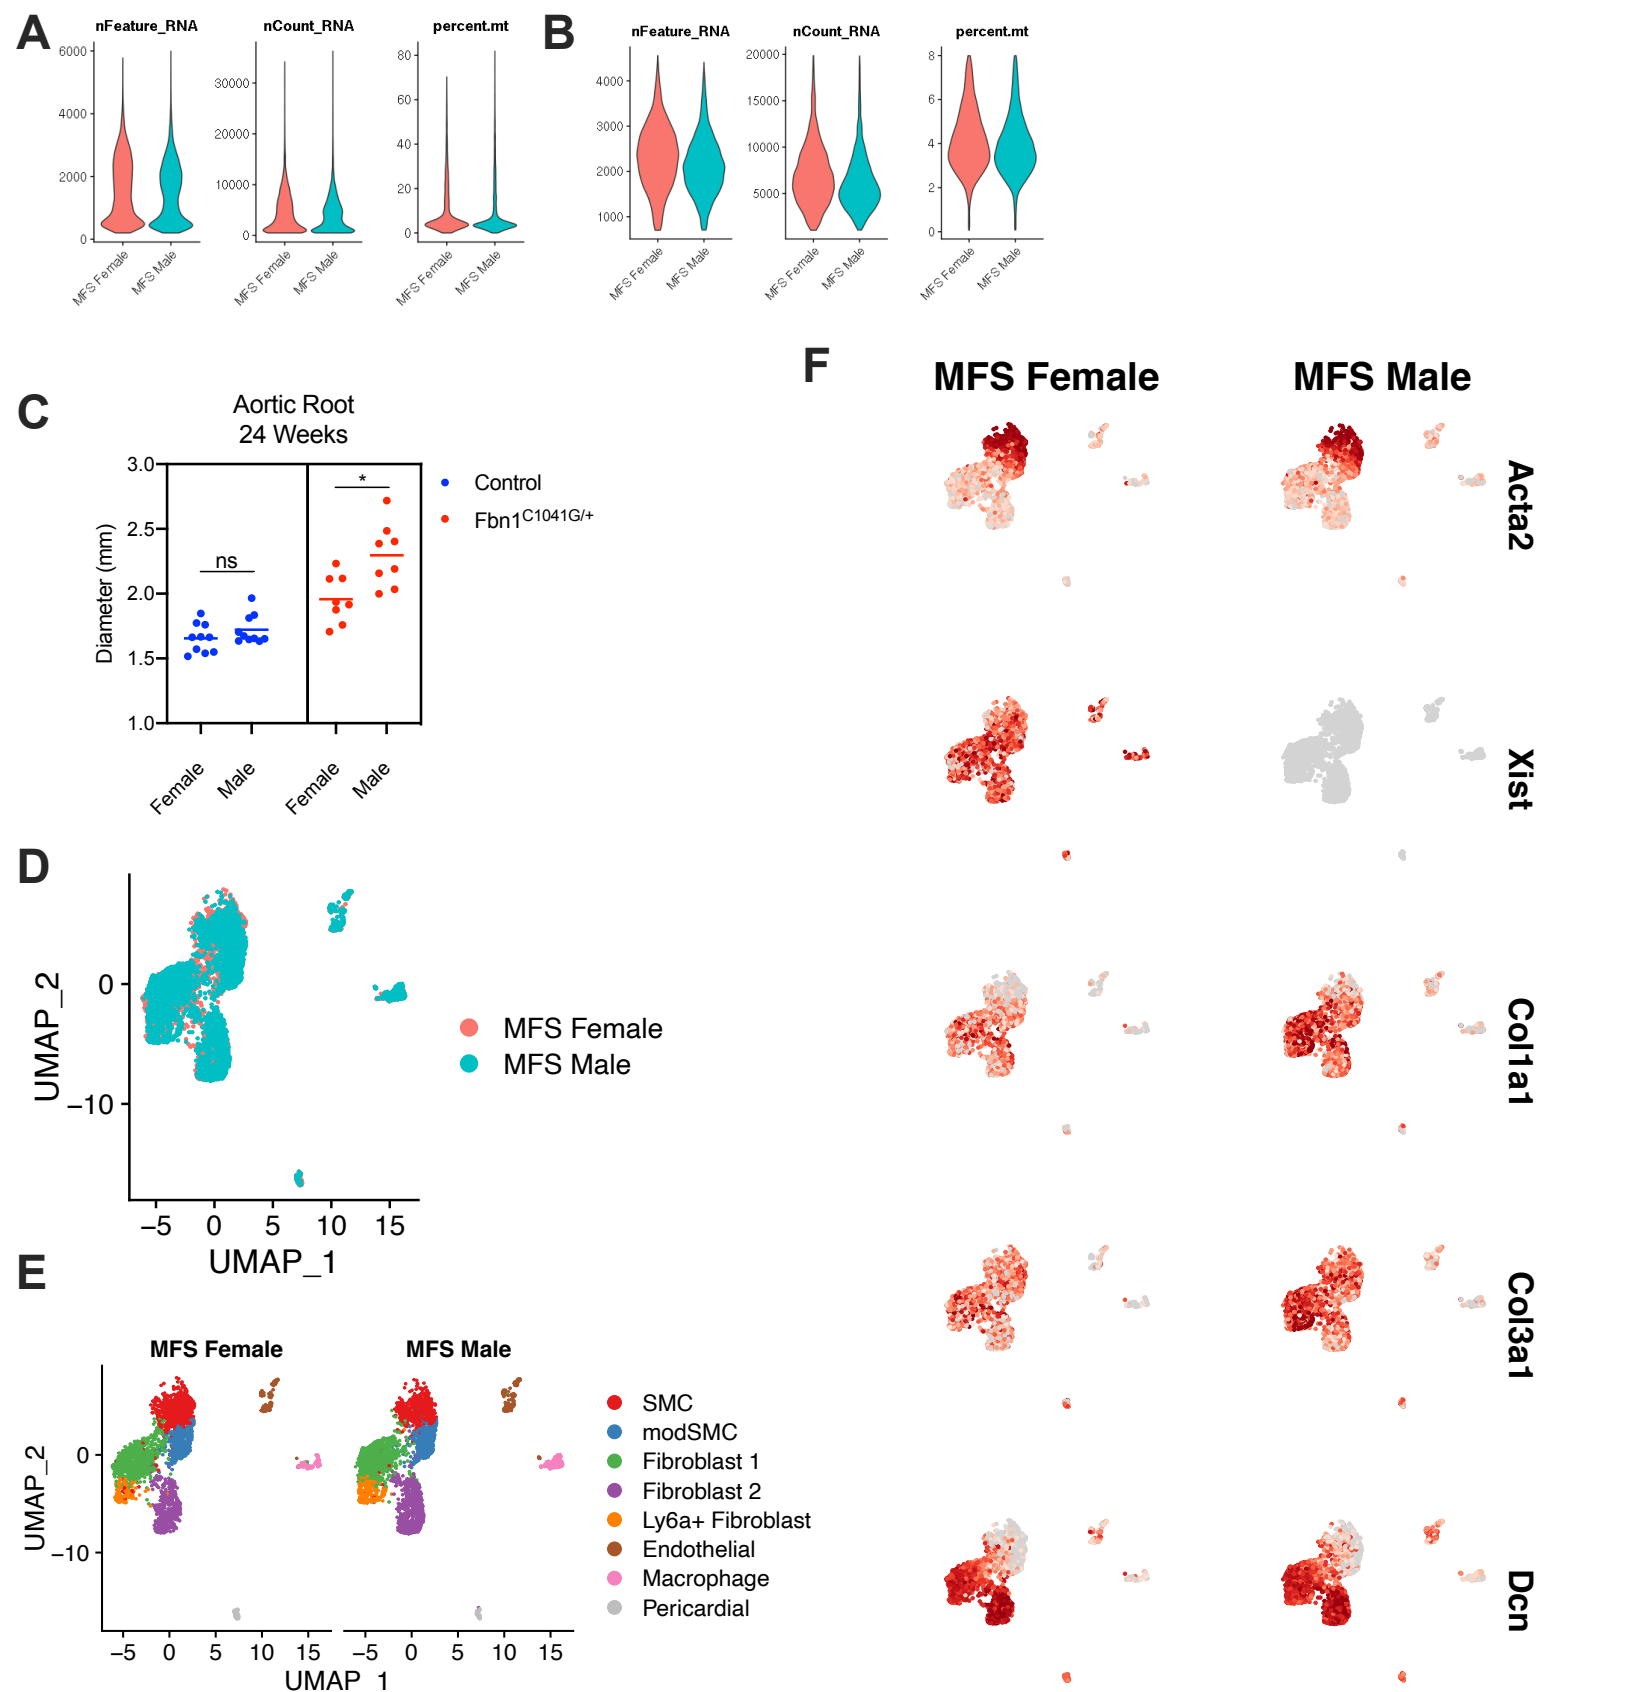 A
nFeature_RNA
nCount_RNA
percent.mt
6000
4000
2000
0
30000
20000
10000
0
80
60
40
20
0
MFS Female
MFS Male
MFS Female
MFS Male
MFS Female
MFS Male
B
nFeature_RNA
nCount_RNA
percent.mt
4000
3000
2000
1000
20000
15000
10000
5000
8
6
4
2
0
MFS Female
MFS Male
MFS Female
MFS Male
MFS Female
MFS Male
C
Aortic Root
24 Weeks
Diameter (mm)
3.0
2.5
2.0
1.5
1.0
ns
*
Control
Fbn1C1041G/+
Female
Male
Female
Male
D
UMAP_2
0
−10
−5 0 5 10 15
UMAP_1
MFS Female
MFS Male
E
MFS Female
MFS Male
UMAP_2
0
−10
−5 0 5 10 15
−5 0 5 10 15
UMAP_1
SMC
modSMC
Fibroblast 1
Fibroblast 2
Ly6a+ Fibroblast
Endothelial
Macrophage
Pericardial
F
MFS Female
MFS Male
Acta2
Xist
Col1a1
Col3a1
Dcn